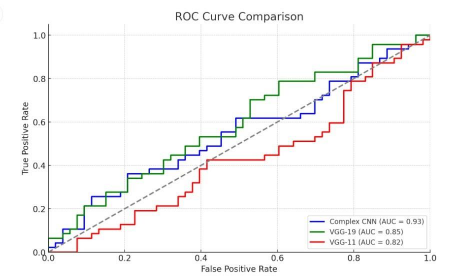 ROC Curve Comparison
1.0
0.8
0.6
0.4
0.2
0.0
True Positive Rate
0.0 0.2 0.4 0.6 0.8 1.0
False Positive Rate
Complex CNN (AUC = 0.93)
VGG-19 (AUC = 0.85)
VGG-11 (AUC = 0.82)